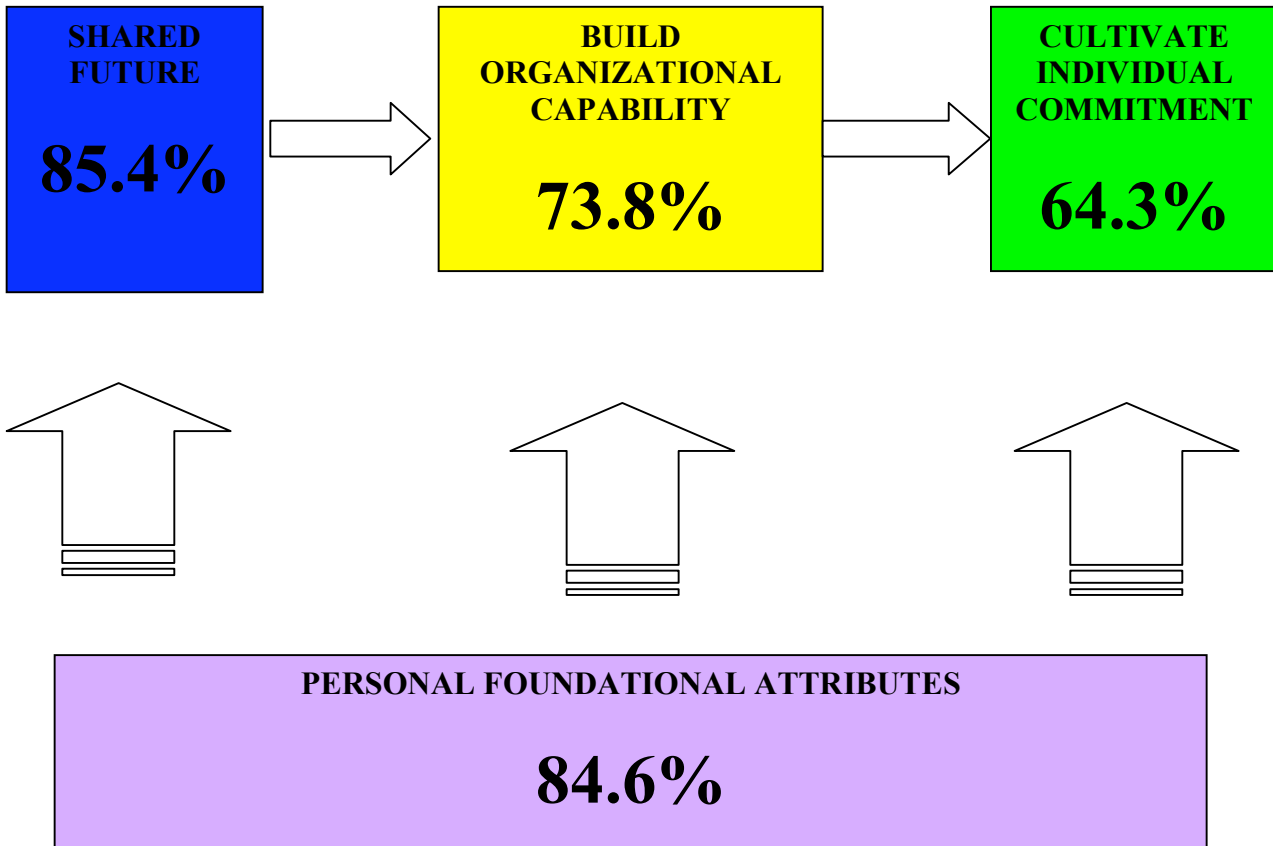 SHARED
FUTURE
85.4%
BUILD
ORGANIZATIONAL
CAPABILITY
73.8%
CULTIVATE
INDIVIDUAL
COMMITMENT
64.3%
PERSONAL FOUNDATIONAL ATTRIBUTES
84.6%